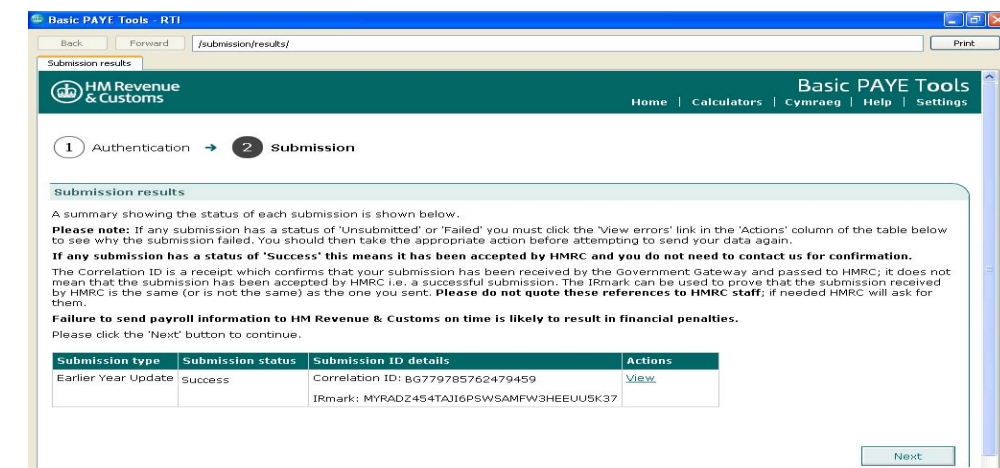 Basic PAYE Tools - RTI
Back Forward /submission/results/ Print
Submission results
HM Revenue
& Customs
Basic PAYE Tools
Home | Calculators | Cymraeg | Help | Settings
1 Authentication → 2 Submission
Submission results
A summary showing the status of each submission is shown below.
Please note: If any submission has a status of 'Unsubmitted' or 'Failed' you must click the 'View errors' link in the 'Actions' column of the table below
to see why the submission failed. You should then take the appropriate action before attempting to send your data again.
If any submission has a status of 'Success' this means it has been accepted by HMRC and you do not need to contact us for confirmation.
The Correlation ID is a receipt which confirms that your submission has been received by the Government Gateway and passed to HMRC; it does not
mean that the submission has been accepted by HMRC i.e. a successful submission. The IRmark can be used to prove that the submission received
by HMRC is the same (or is not the same) as the one you sent. Please do not quote these references to HMRC staff; if needed HMRC will ask for
them.
Failure to send payroll information to HM Revenue & Customs on time is likely to result in financial penalties.
Please click the 'Next' button to continue.
Submission type Submission status Submission ID details Actions
Earlier Year Update Success Correlation ID: BG779785762479459 View
IRmark: MYRADZ454TAJI6PSWSAMFW3HEEUU5K37
Next